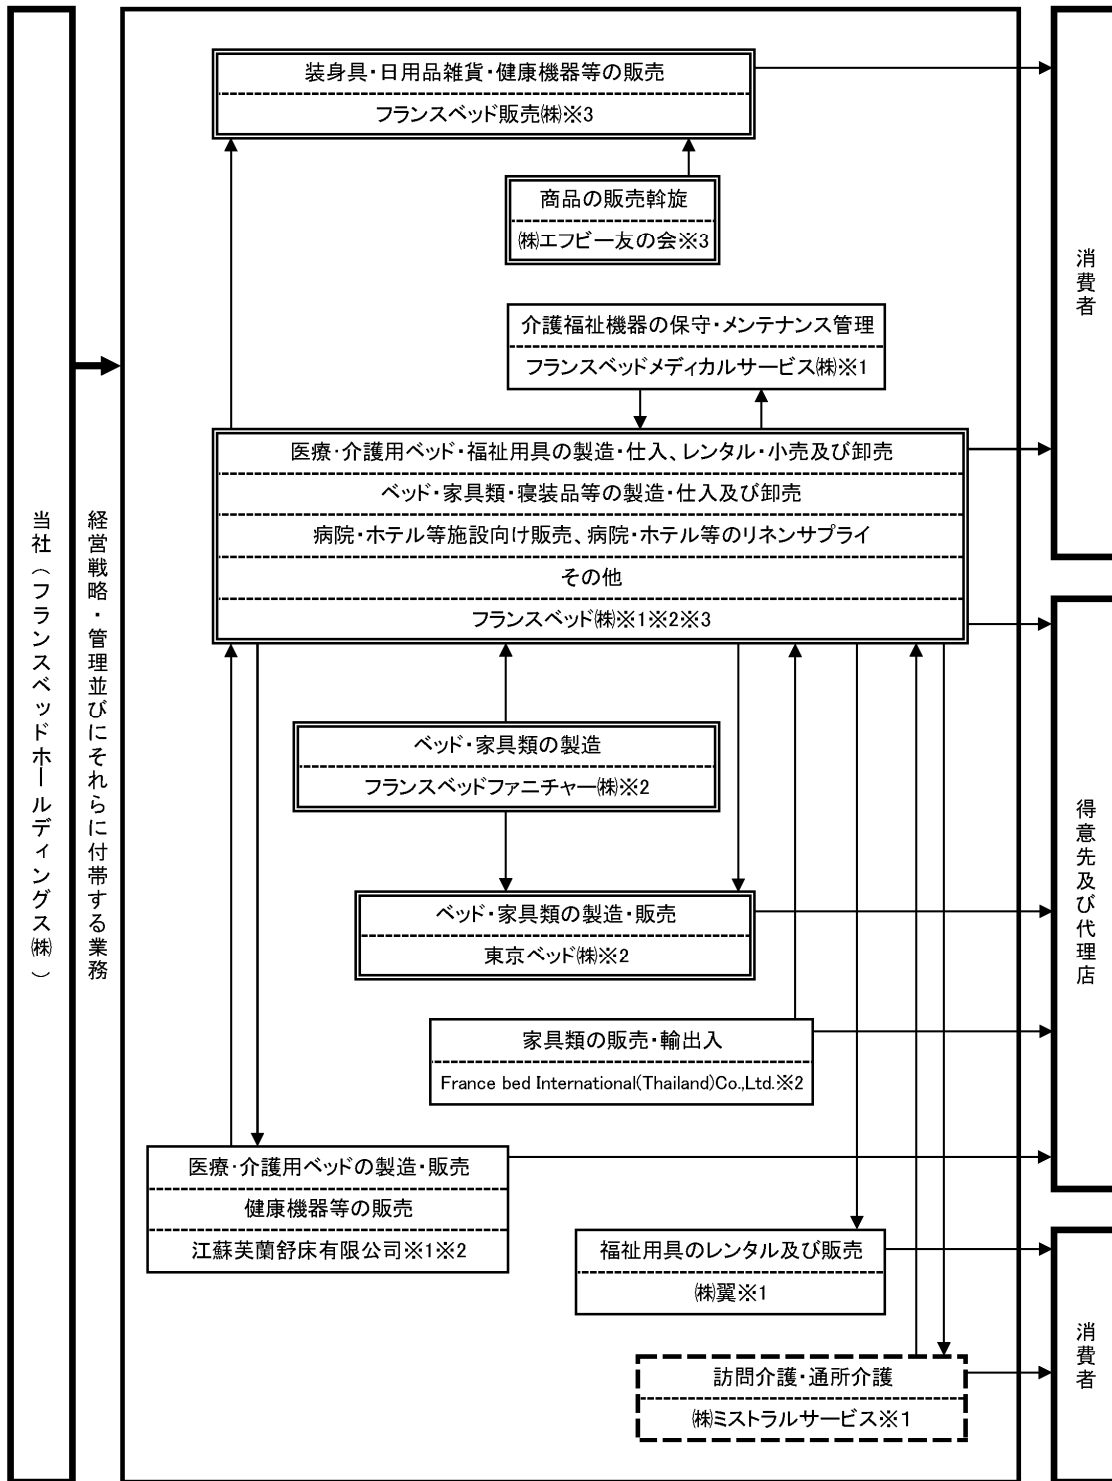 当社（フランスベッドホールディングス㈱）
経営戦略・管理並びにそれらに付帯する業務
装身具・日用品雑貨・健康機器等の販売
フランスベッド販売㈱※3
商品の販売斡旋
㈱エフビー友の会※3
介護福祉機器の保守・メンテナンス管理
フランスベッドメディカルサービス㈱※1
医療・介護用ベッド・福祉用具の製造・仕入、レンタル・小売及び卸売
ベッド・家具類・寝装品等の製造・仕入及び卸売
病院・ホテル等施設向け販売、病院・ホテル等のリネンサプライ
その他
フランスベッド㈱※1※2※3
ベッド・家具類の製造
フランスベッドファニチャー㈱※2
ベッド・家具類の製造・販売
東京ベッド㈱※2
家具類の販売・輸出入
France bed International(Thailand)Co.,Ltd.※2
医療・介護用ベッドの製造・販売
健康機器等の販売
江蘇芙蘭舒床有限公司※1※2
福祉用具のレンタル及び販売
㈱翼※1
訪問介護・通所介護
㈱ミストラルサービス※1
消費者
得意先及び代理店
消費者